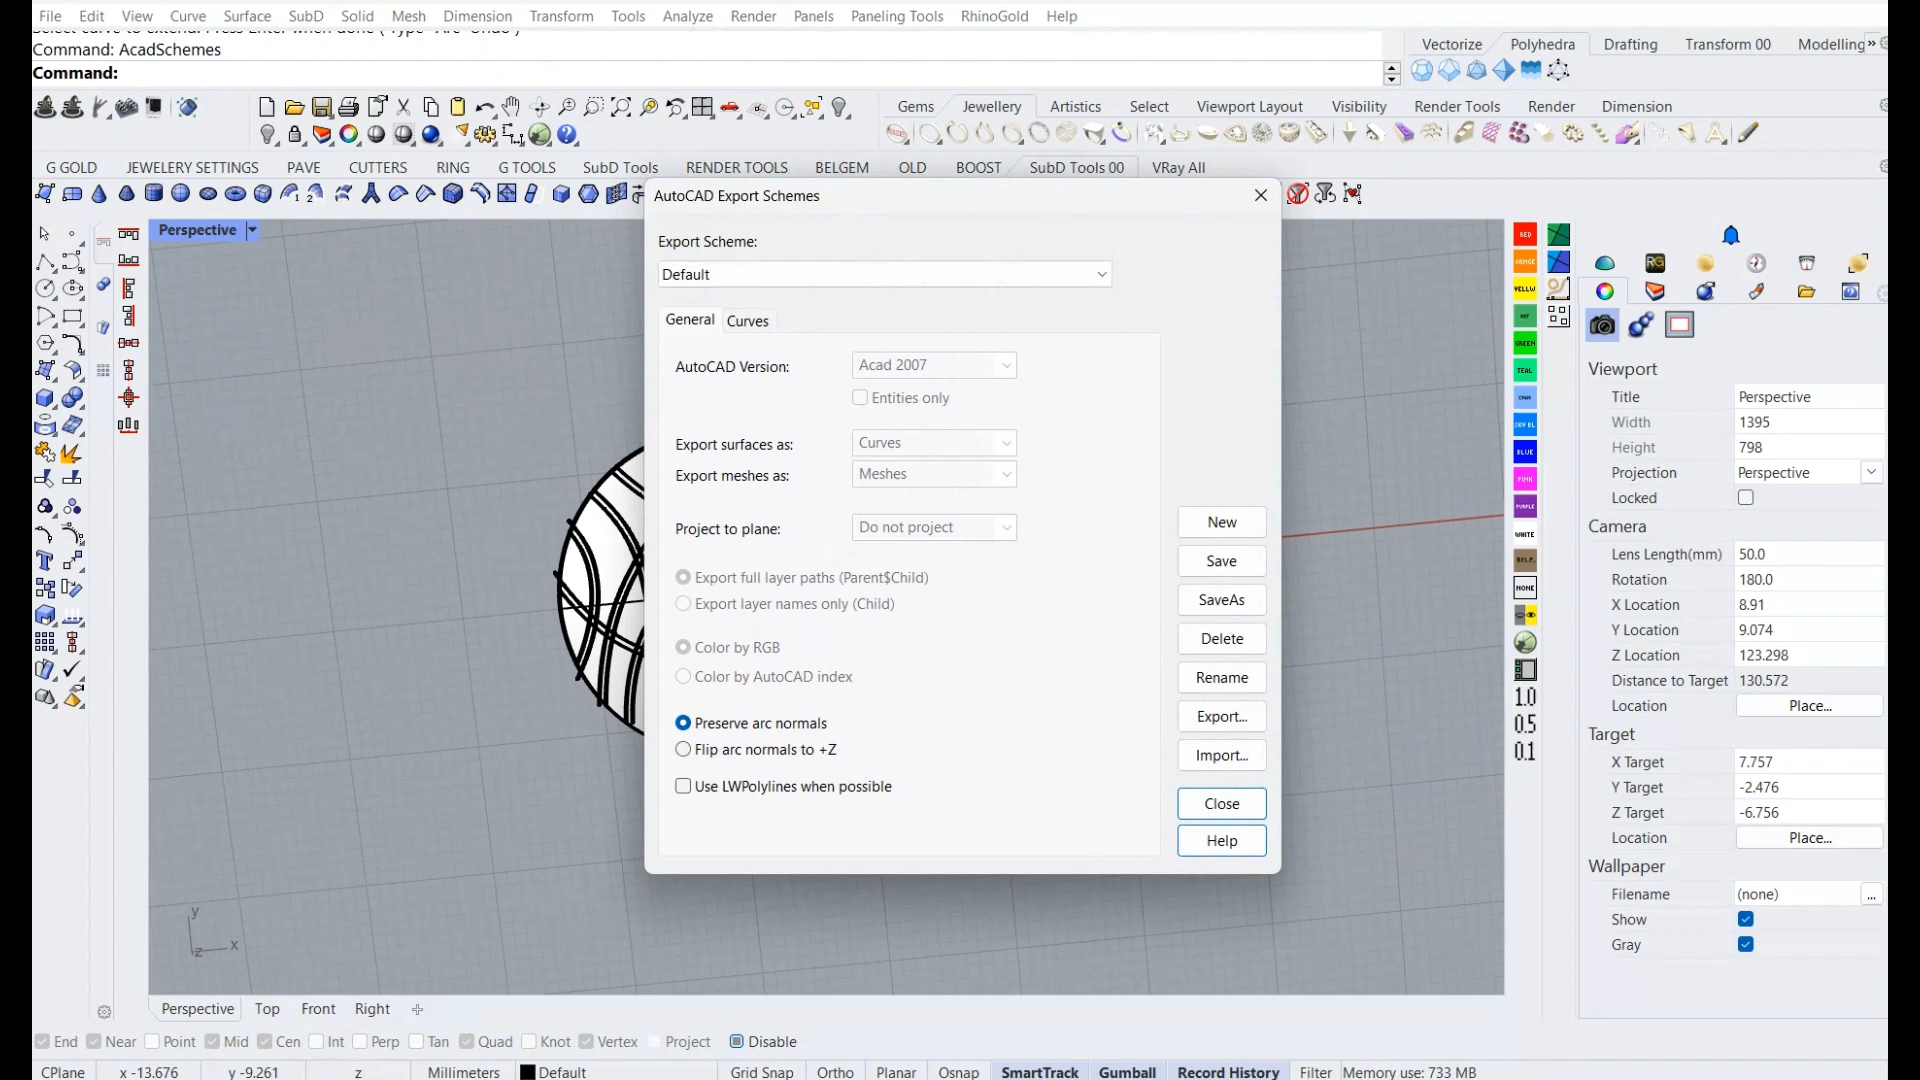 File Edit View Curve Surface SubD Solid Mesh Dimension Transform Tools Analyze Render Panels Paneling Tools RhinoGold Help
Command: AcadSchemes
Vectorize Polyhedra Drafting Transform 00 Modelling »
Command:
Gems Jewellery Artistics Select Viewport Layout Visibility Render Tools Render Dimension
G GOLD JEWELERY SETTINGS PAVE CUTTERS RING G TOOLS SubD Tools RENDER TOOLS BELGEM OLD BOOST SubD Tools 00 VRay All
AutoCAD Export Schemes
Perspective
Export Scheme:
Default
General Curves
AutoCAD Version: Acad 2007
Entities only
Export surfaces as: Curves
Export meshes as: Meshes
Project to plane: Do not project
Export full layer paths (Parent$Child)
Export layer names only (Child)
Color by RGB
Color by AutoCAD index
Preserve arc normals
Flip arc normals to +Z
Use LWPolylines when possible
New
Save
SaveAs
Delete
Rename
Export...
Import...
Close
Help
RED
GREEN
TEAL
SKY BL
BLUE
PINK
PURPLE
WHITE
NONE
1.0
0.5
0.1
RG
Viewport
Title Perspective
Width 1395
Height 798
Projection Perspective
Locked
Camera
Lens Length(mm) 50.0
Rotation 180.0
X Location 8.91
Y Location 9.074
Z Location 123.298
Distance to Target 130.572
Location Place...
Target
X Target 7.757
Y Target -2.476
Z Target -6.756
Location Place...
Wallpaper
Filename (none) ...
Show
Gray
y
z x
Perspective Top Front Right
End Near Point Mid Cen Int Perp Tan Quad Knot Vertex Project Disable
CPlane x -13.676 y -9.261 z Millimeters Default Grid Snap Ortho Planar Osnap SmartTrack Gumball Record History Filter Memory use: 733 MB